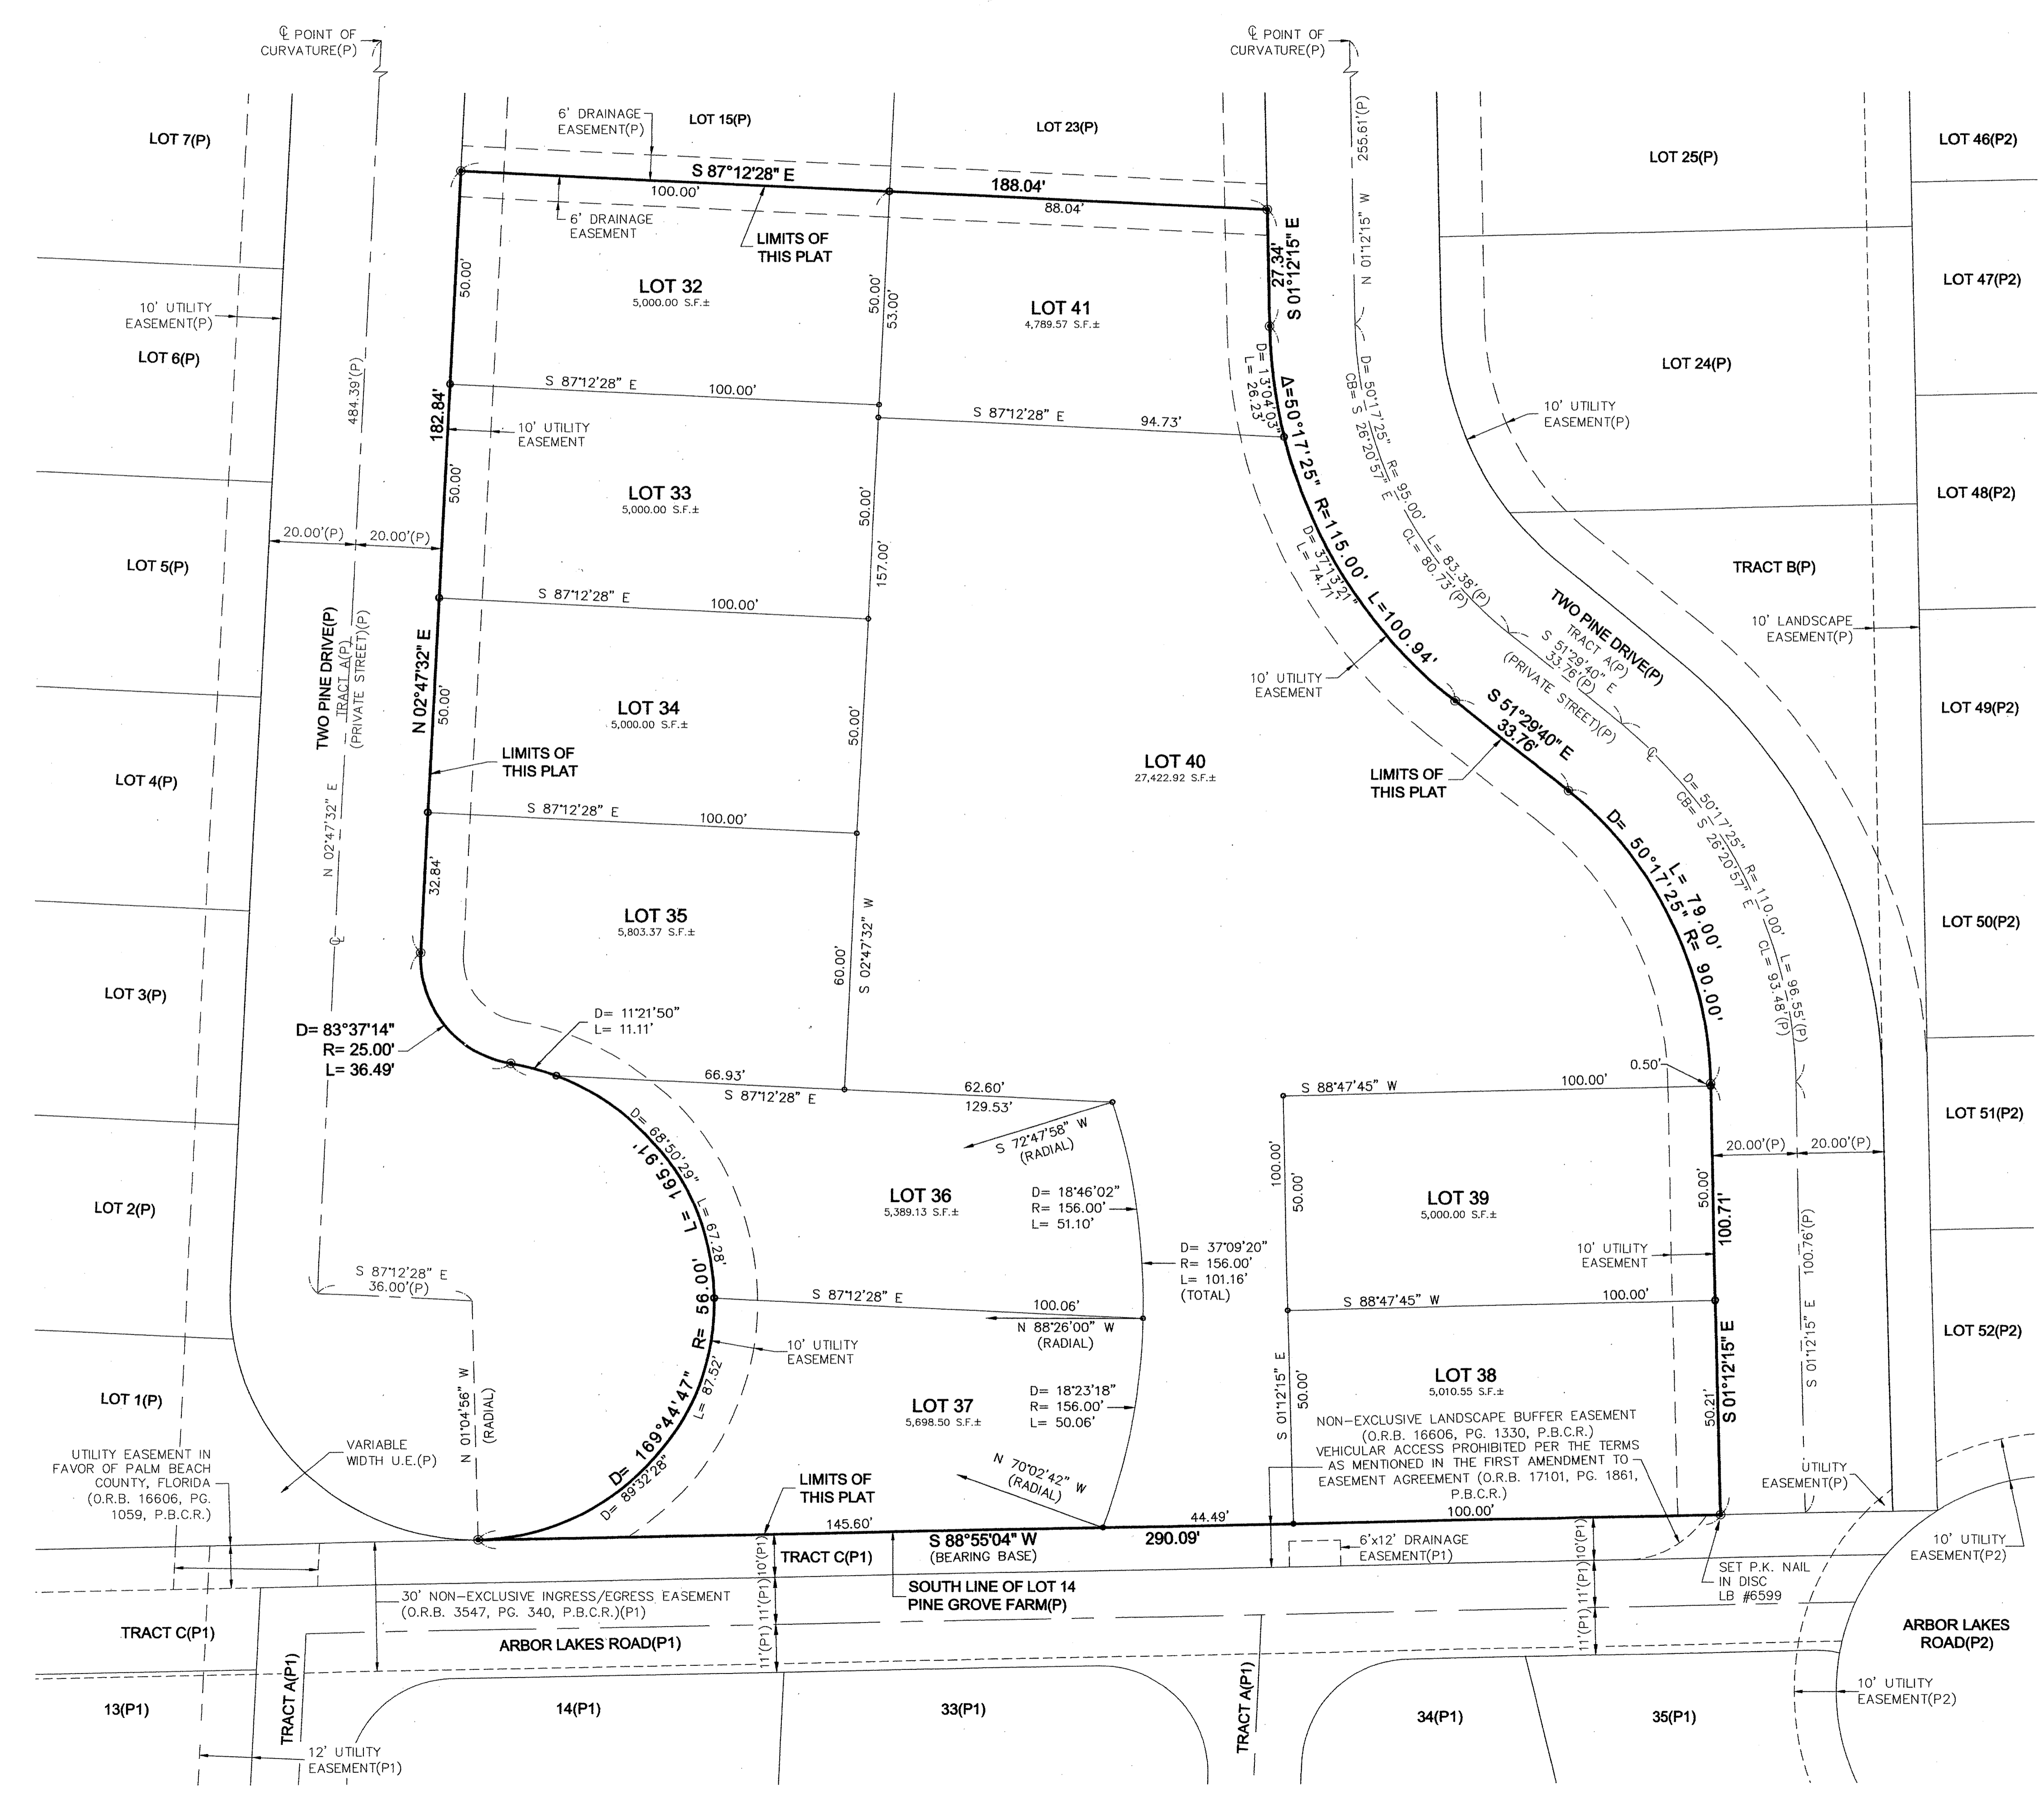 ℄ POINT OF
CURVATURE(P)
℄ POINT OF
CURVATURE(P)
LOT 7(P)
6' DRAINAGE
EASEMENT(P)
LOT 15(P)
LOT 23(P)
255.61'(P)
N 01°12'15" W
LOT 25(P)
LOT 46(P2)
S 87°12'28" E
188.04'
100.00'
88.04'
6' DRAINAGE
EASEMENT
LIMITS OF
THIS PLAT
27.34'
S 01°12'15" E
LOT 47(P2)
10' UTILITY
EASEMENT(P)
LOT 6(P)
484.39'(P)
50.00'
LOT 32
5,000.00 S.F.±
50.00'
53.00'
LOT 41
4,789.57 S.F.±
D= 13°04'03"
L= 26.23'
LOT 24(P)
S 87°12'28" E
100.00'
182.84'
10' UTILITY
EASEMENT
S 87°12'28" E
94.73'
Δ=50°17'25" R=115.00' L=100.94'
D= 50°17'25" R= 95.00' L= 83.38'(P)
CB= S 26°20'57" E CL= 80.73'(P)
10' UTILITY
EASEMENT(P)
50.00'
LOT 33
5,000.00 S.F.±
50.00'
157.00'
D= 37°13'21"
L= 74.71'
LOT 48(P2)
20.00'(P)
20.00'(P)
LOT 5(P)
TRACT B(P)
S 87°12'28" E
100.00'
TWO PINE DRIVE(P)
TRACT A(P)
(PRIVATE STREET)(P)
N 02°47'32" E
50.00'
LOT 34
5,000.00 S.F.±
50.00'
TWO PINE DRIVE(P)
TRACT A(P)
S 51°29'40" E
33.76'(P)
(PRIVATE STREET)(P)
10' LANDSCAPE
EASEMENT(P)
10' UTILITY
EASEMENT
LOT 49(P2)
S 51°29'40" E
33.76'
LIMITS OF
THIS PLAT
LOT 4(P)
LIMITS OF
THIS PLAT
LOT 40
27,422.92 S.F.±
℄
N 02°47'32" E
℄
S 87°12'28" E
100.00'
D= 50°17'25" R= 110.00' L= 96.55'(P)
CB= S 26°20'57" E CL= 93.48'(P)
32.84'
LOT 35
5,803.37 S.F.±
60.00'
S 02°47'32" W
L= 79.00'
D= 50°17'25" R= 90.00'
LOT 50(P2)
LOT 3(P)
D= 83°37'14"
R= 25.00'
L= 36.49'
D= 11°21'50"
L= 11.11'
66.93'
S 87°12'28" E
62.60'
129.53'
0.50'
S 88°47'45" W
100.00'
LOT 51(P2)
D= 68°50'29" L= 67.28'
S 72°47'58" W
(RADIAL)
20.00'(P)
20.00'(P)
LOT 2(P)
LOT 36
5,389.13 S.F.±
D= 18°46'02"
R= 156.00'
L= 51.10'
100.00'
50.00'
LOT 39
5,000.00 S.F.±
50.00'
100.71'
10' UTILITY
EASEMENT
D= 37°09'20"
R= 156.00'
L= 101.16'
(TOTAL)
S 87°12'28" E
36.00'(P)
S 87°12'28" E
100.06'
N 88°26'00" W
(RADIAL)
S 88°47'45" W
100.00'
S 01°12'15" E 100.76'(P)
LOT 52(P2)
D= 169°44'47" R= 56.00' L= 165.91'
D= 89°32'28" L= 87.52'
10' UTILITY
EASEMENT
N 01°04'56" W
(RADIAL)
LOT 1(P)
LOT 37
5,698.50 S.F.±
D= 18°23'18"
R= 156.00'
L= 50.06'
S 01°12'15" E
50.00'
LOT 38
5,010.55 S.F.±
50.21'
S 01°12'15" E
NON-EXCLUSIVE LANDSCAPE BUFFER EASEMENT
(O.R.B. 16606, PG. 1330, P.B.C.R.)
VEHICULAR ACCESS PROHIBITED PER THE TERMS
AS MENTIONED IN THE FIRST AMENDMENT TO
EASEMENT AGREEMENT (O.R.B. 17101, PG. 1861,
P.B.C.R.)
UTILITY EASEMENT IN
FAVOR OF PALM BEACH
COUNTY, FLORIDA
(O.R.B. 16606, PG.
1059, P.B.C.R.)
VARIABLE
WIDTH U.E.(P)
LIMITS OF
THIS PLAT
N 70°02'42" W
(RADIAL)
UTILITY
EASEMENT(P)
145.60'
44.49'
100.00'
S 88°55'04" W
(BEARING BASE)
290.09'
TRACT C(P1)
10'(P1)
11'(P1)
11'(P1)
6'x12' DRAINAGE
EASEMENT(P1)
10'(P1)
11'(P1)
11'(P1)
10' UTILITY
EASEMENT(P2)
SET P.K. NAIL
IN DISC
LB #6599
30' NON-EXCLUSIVE INGRESS/EGRESS EASEMENT
(O.R.B. 3547, PG. 340, P.B.C.R.)(P1)
SOUTH LINE OF LOT 14
PINE GROVE FARM(P)
TRACT C(P1)
ARBOR LAKES ROAD(P1)
ARBOR LAKES
ROAD(P2)
TRACT A(P1)
TRACT A(P1)
13(P1)
14(P1)
33(P1)
34(P1)
35(P1)
10' UTILITY
EASEMENT(P2)
12' UTILITY
EASEMENT(P1)